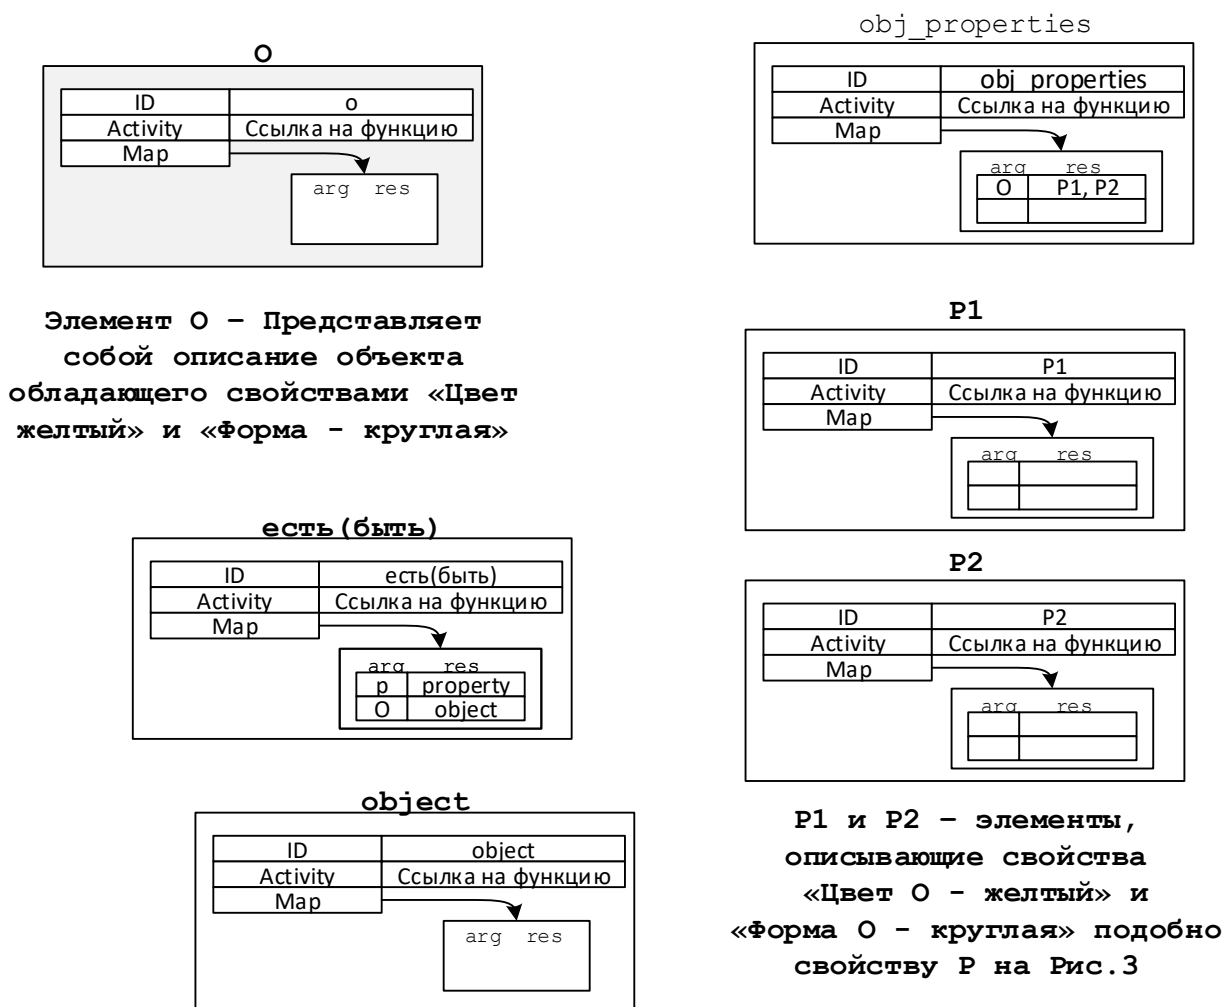 O
ID o
Activity Ссылка на функцию
Map
arg res
Элемент O – Представляет
собой описание объекта
обладающего свойствами «Цвет
желтый» и «Форма - круглая»
есть(быть)
ID есть(быть)
Activity Ссылка на функцию
Map
arg res
p property
O object
object
ID object
Activity Ссылка на функцию
Map
arg res
obj_properties
ID obj_properties
Activity Ссылка на функцию
Map
arg res
O P1, P2
P1
ID P1
Activity Ссылка на функцию
Map
arg res
P2
ID P2
Activity Ссылка на функцию
Map
arg res
P1 и P2 – элементы,
описывающие свойства
«Цвет O - желтый» и
«Форма O - круглая» подобно
свойству P на Рис.3